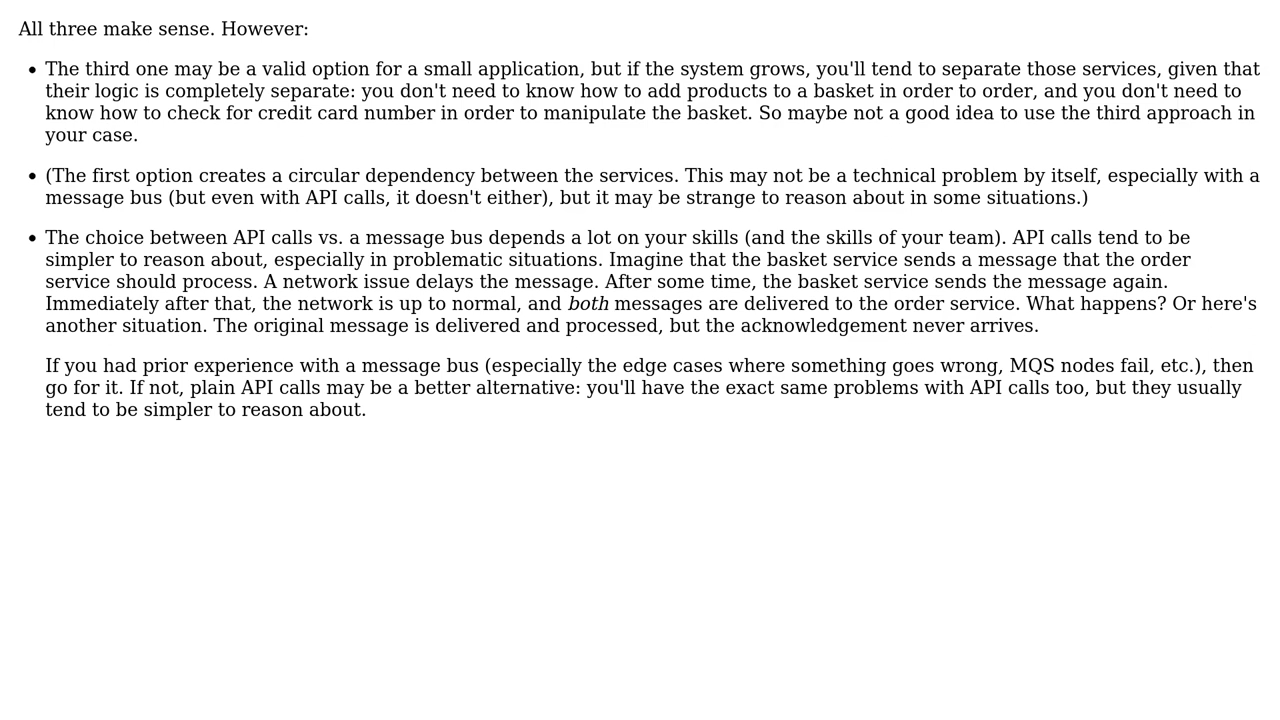 All three make sense. However:
• The third one may be a valid option for a small application, but if the system grows, you'll tend to separate those services, given that
their logic is completely separate: you don't need to know how to add products to a basket in order to order, and you don't need to
know how to check for credit card number in order to manipulate the basket. So maybe not a good idea to use the third approach in
your case.
• (The first option creates a circular dependency between the services. This may not be a technical problem by itself, especially with a
message bus (but even with API calls, it doesn't either), but it may be strange to reason about in some situations.)
• The choice between API calls vs. a message bus depends a lot on your skills (and the skills of your team). API calls tend to be
simpler to reason about, especially in problematic situations. Imagine that the basket service sends a message that the order
service should process. A network issue delays the message. After some time, the basket service sends the message again.
Immediately after that, the network is up to normal, and both messages are delivered to the order service. What happens? Or here's
another situation. The original message is delivered and processed, but the acknowledgement never arrives.
If you had prior experience with a message bus (especially the edge cases where something goes wrong, MQS nodes fail, etc.), then
go for it. If not, plain API calls may be a better alternative: you'll have the exact same problems with API calls too, but they usually
tend to be simpler to reason about.